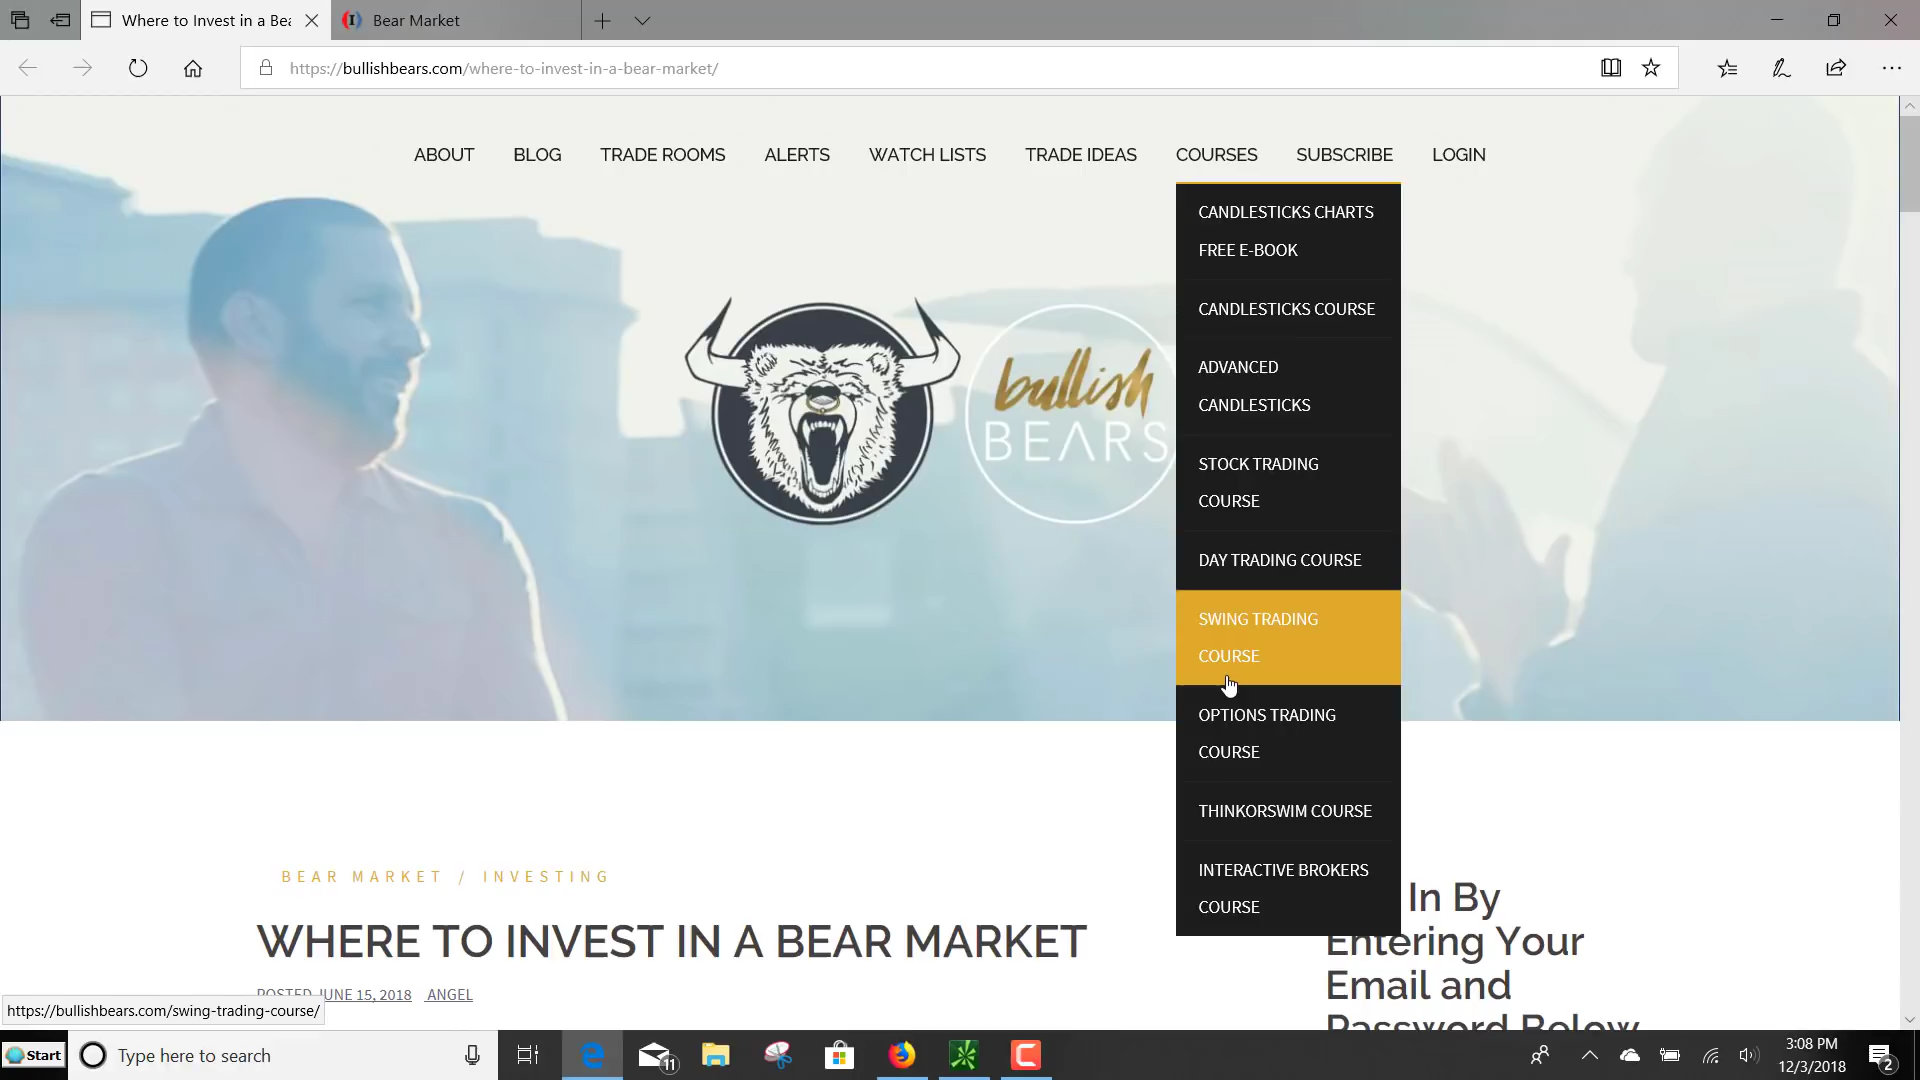 Where to Invest in a Bea
Bear Market
https://bullishbears.com/where-to-invest-in-a-bear-market/
ABOUT BLOG TRADE ROOMS ALERTS WATCH LISTS TRADE IDEAS COURSES SUBSCRIBE LOGIN
CANDLESTICKS CHARTS
FREE E-BOOK
CANDLESTICKS COURSE
ADVANCED
CANDLESTICKS
STOCK TRADING
COURSE
DAY TRADING COURSE
SWING TRADING
COURSE
OPTIONS TRADING
COURSE
THINKORSWIM COURSE
INTERACTIVE BROKERS
COURSE
bullish
BEARS
BEAR MARKET / INVESTING
WHERE TO INVEST IN A BEAR MARKET
POSTED JUNE 15, 2018 ANGEL
In By
Entering Your
Email and
Password Below
https://bullishbears.com/swing-trading-course/
Start
Type here to search
11
3:08 PM
12/3/2018
2